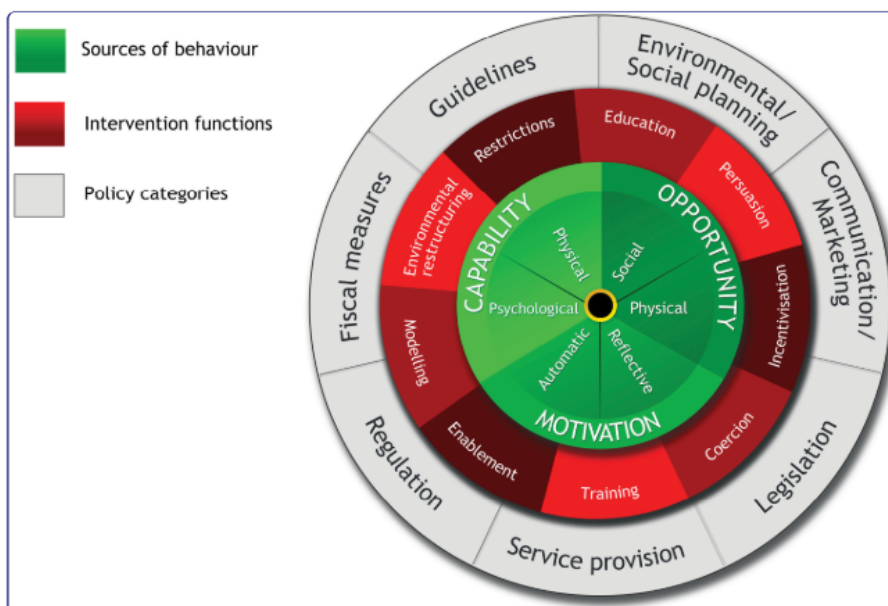 Sources of behaviour
Intervention functions
Policy categories
Guidelines
Environmental/
Social planning
Communication/
Marketing
Legislation
Service provision
Regulation
Fiscal measures
Restrictions
Education
Persuasion
Incentivisation
Coercion
Training
Enablement
Modelling
Environmental
restructuring
CAPABILITY
OPPORTUNITY
MOTIVATION
Physical
Social
Physical
Reflective
Automatic
Psychological